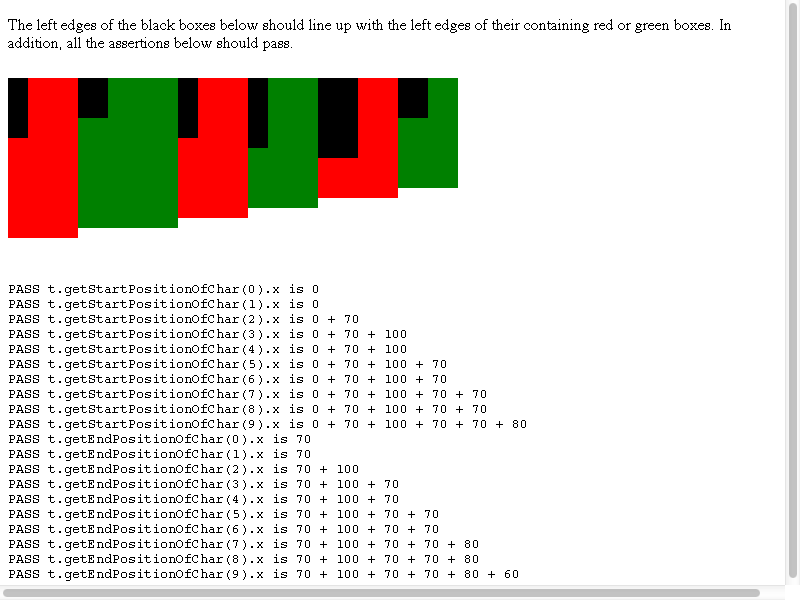 The left edges of the black boxes below should line up with the left edges of their containing red or green boxes. In
addition, all the assertions below should pass.
PASS t.getStartPositionOfChar(0).x is 0
PASS t.getStartPositionOfChar(1).x is 0
PASS t.getStartPositionOfChar(2).x is 0 + 70
PASS t.getStartPositionOfChar(3).x is 0 + 70 + 100
PASS t.getStartPositionOfChar(4).x is 0 + 70 + 100
PASS t.getStartPositionOfChar(5).x is 0 + 70 + 100 + 70
PASS t.getStartPositionOfChar(6).x is 0 + 70 + 100 + 70
PASS t.getStartPositionOfChar(7).x is 0 + 70 + 100 + 70 + 70
PASS t.getStartPositionOfChar(8).x is 0 + 70 + 100 + 70 + 70
PASS t.getStartPositionOfChar(9).x is 0 + 70 + 100 + 70 + 70 + 80
PASS t.getEndPositionOfChar(0).x is 70
PASS t.getEndPositionOfChar(1).x is 70
PASS t.getEndPositionOfChar(2).x is 70 + 100
PASS t.getEndPositionOfChar(3).x is 70 + 100 + 70
PASS t.getEndPositionOfChar(4).x is 70 + 100 + 70
PASS t.getEndPositionOfChar(5).x is 70 + 100 + 70 + 70
PASS t.getEndPositionOfChar(6).x is 70 + 100 + 70 + 70
PASS t.getEndPositionOfChar(7).x is 70 + 100 + 70 + 70 + 80
PASS t.getEndPositionOfChar(8).x is 70 + 100 + 70 + 70 + 80
PASS t.getEndPositionOfChar(9).x is 70 + 100 + 70 + 70 + 80 + 60